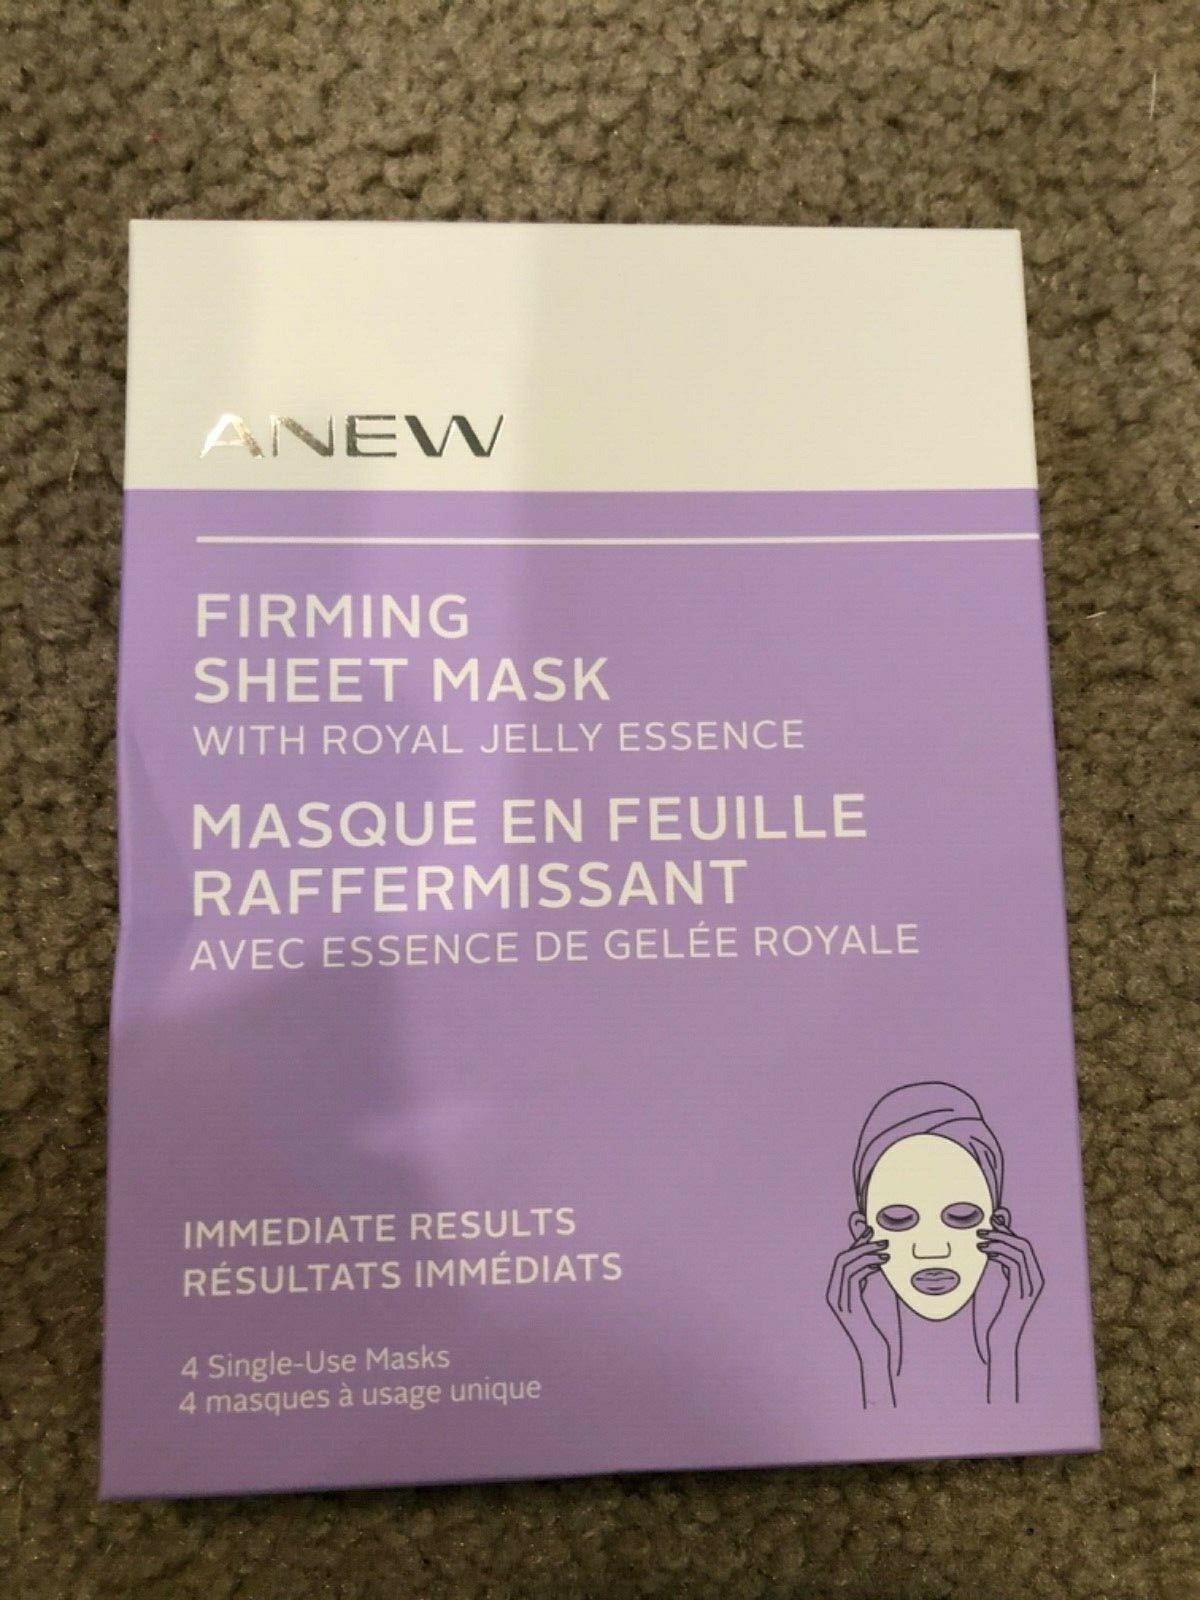 ANEW
FIRMING
SHEET MASK
WITH ROYAL JELLY ESSENCE
MASQUE EN FEUILLE
RAFFERMISSANT
AVEC ESSENCE DE GELÉE ROYALE
IMMEDIATE RESULTS
RÉSULTATS IMMÉDIATS
4 Single-Use Masks
4 masques à usage unique